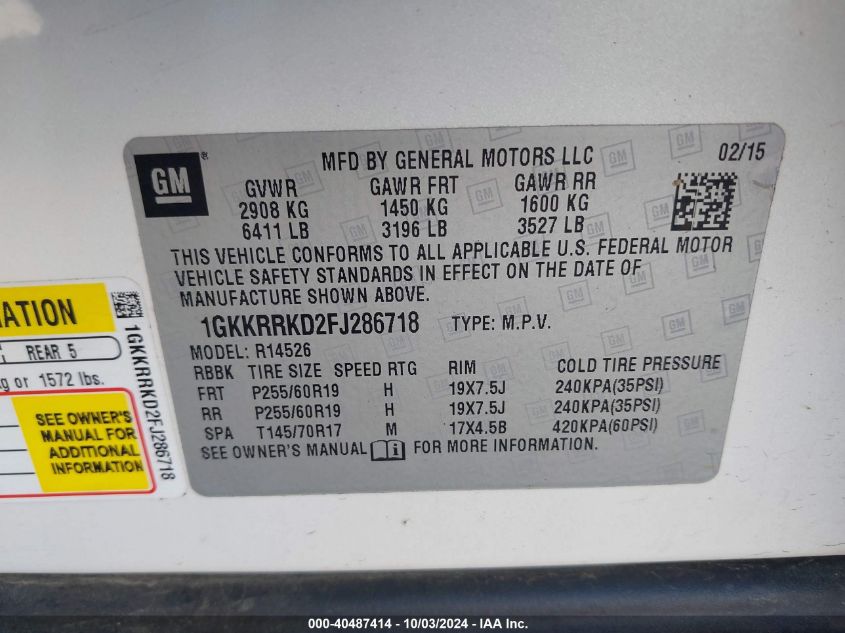 GM
MFD BY GENERAL MOTORS LLC
02/15
GVWR GAWR FRT GAWR RR
2908 KG 1450 KG 1600 KG
6411 LB 3196 LB 3527 LB
THIS VEHICLE CONFORMS TO ALL APPLICABLE U.S. FEDERAL MOTOR
VEHICLE SAFETY STANDARDS IN EFFECT ON THE DATE OF
MANUFACTURE SHOWN ABOVE.
1GKKRRKD2FJ286718 TYPE: M.P.V.
MODEL: R14526
RBBK TIRE SIZE SPEED RTG RIM COLD TIRE PRESSURE
FRT P255/60R19 H 19X7.5J 240KPA(35PSI)
RR P255/60R19 H 19X7.5J 240KPA(35PSI)
SPA T145/70R17 M 17X4.5B 420KPA(60PSI)
SEE OWNER'S MANUAL FOR MORE INFORMATION.
MATION
REAR 5
kg or 1572 lbs.
SEE OWNER'S
MANUAL FOR
ADDITIONAL
INFORMATION
1GKKRRKD2FJ286718
000-40487414 - 10/03/2024 - IAA Inc.